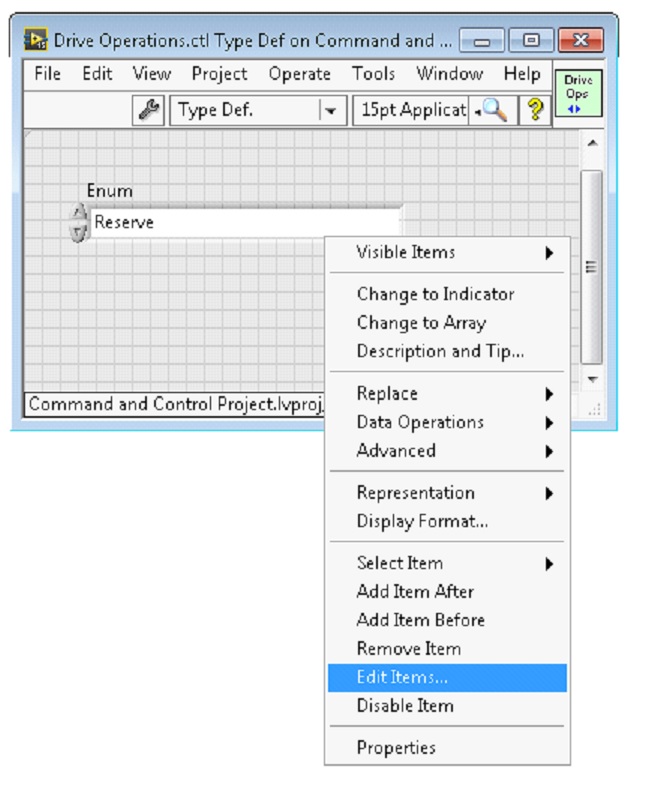 Drive Operations.ctl Type Def on Command and ...
File Edit View Project Operate Tools Window Help
Drive
Ops
Type Def.
15pt Applicat
Enum
Reserve
Visible Items
Change to Indicator
Change to Array
Description and Tip...
Replace
Data Operations
Advanced
Representation
Display Format...
Select Item
Add Item After
Add Item Before
Remove Item
Edit Items...
Disable Item
Properties
Command and Control Project.lvproj